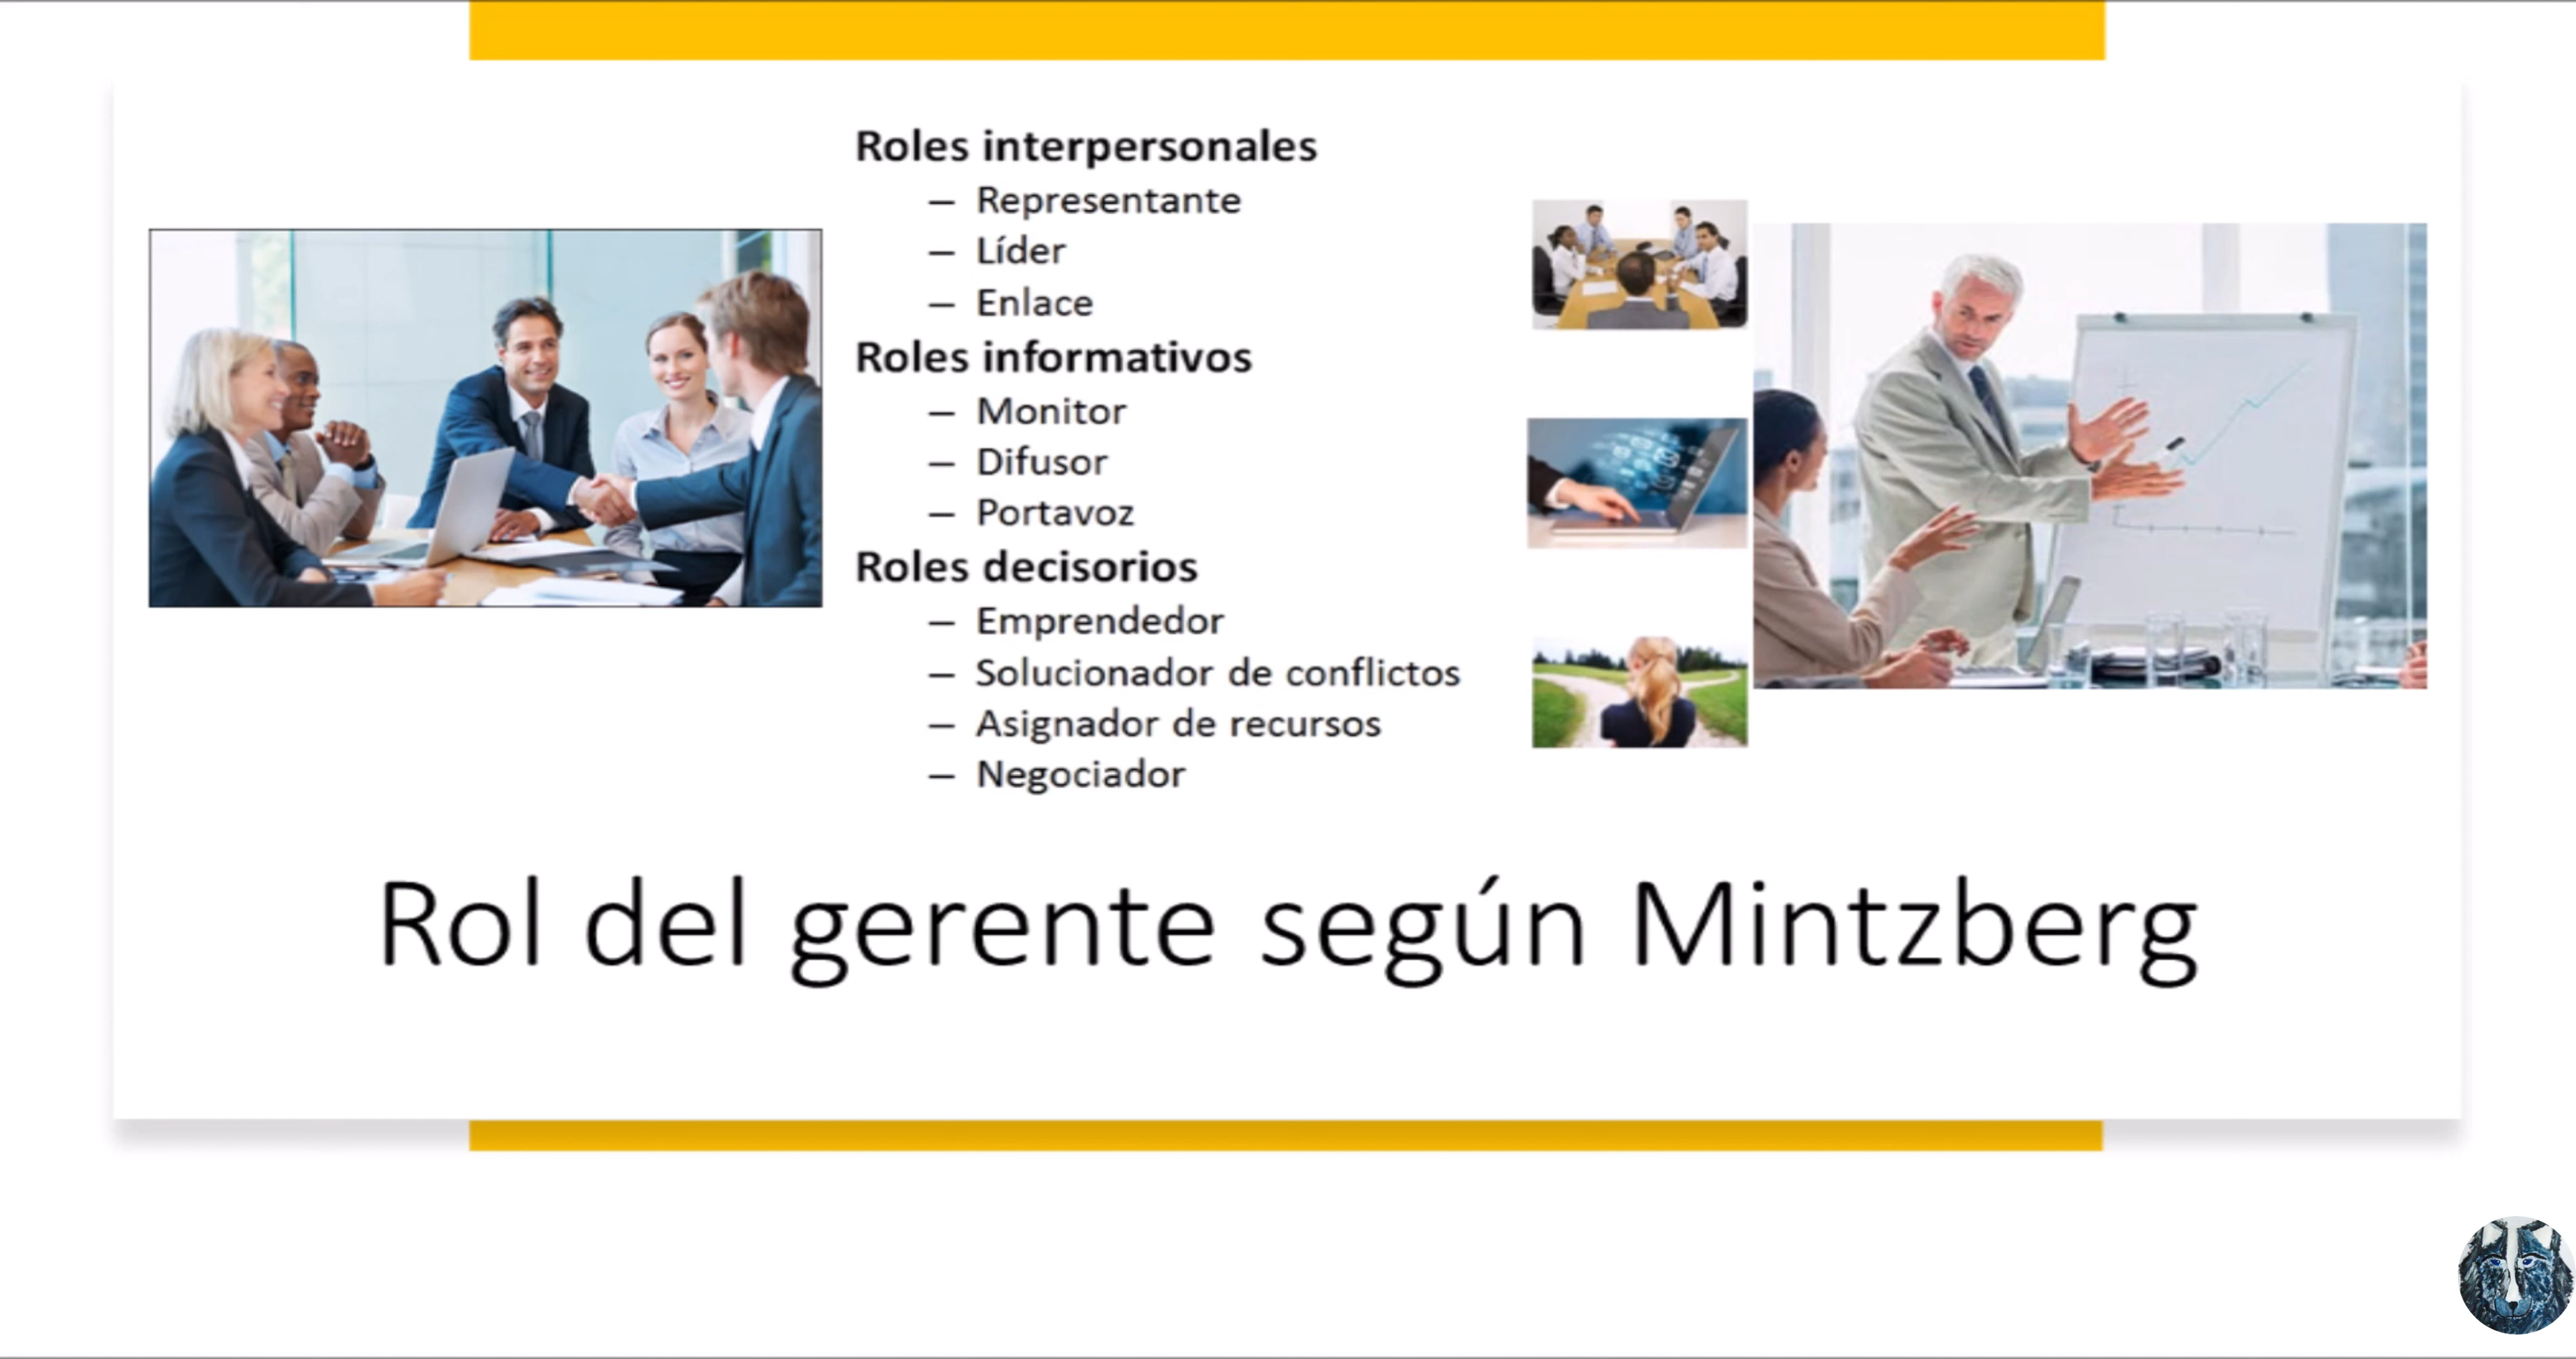 Roles interpersonales
– Representante
– Líder
– Enlace
Roles informativos
– Monitor
– Difusor
– Portavoz
Roles decisorios
– Emprendedor
– Solucionador de conflictos
– Asignador de recursos
– Negociador
Rol del gerente según Mintzberg